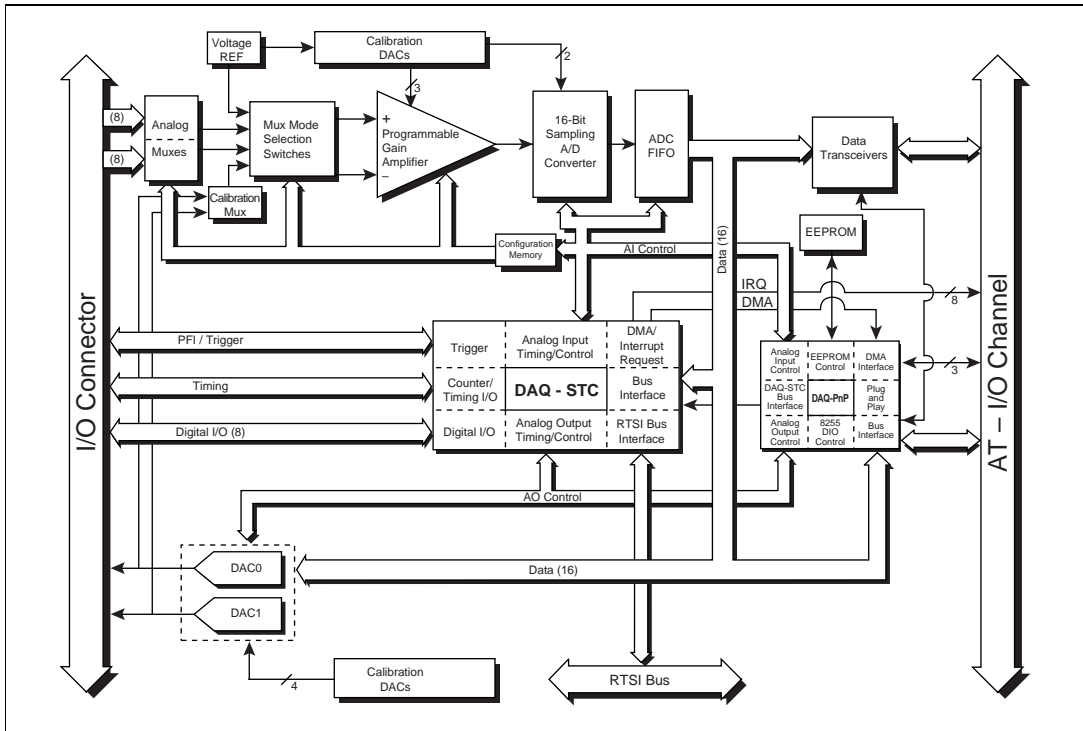 Voltage
REF
Calibration
DACs
2
3
(8)
(8)
Analog
Muxes
Mux Mode
Selection
Switches
+
Programmable
Gain
Amplifier
–
16-Bit
Sampling
A/D
Converter
ADC
FIFO
Data
Transceivers
Calibration
Mux
EEPROM
Configuration
Memory
AI Control
Data (16)
IRQ
DMA
8
I/O Connector
AT – I/O Channel
PFI / Trigger
Timing
Digital I/O (8)
Trigger
Analog Input
Timing/Control
DMA/
Interrupt
Request
Counter/
Timing I/O
DAQ - STC
Bus
Interface
Digital I/O
Analog Output
Timing/Control
RTSI Bus
Interface
Analog
Input
Control
EEPROM
Control
DMA
Interface
DAQ-STC
Bus
Interface
DAQ-PnP
Plug
and
Play
Analog
Output
Control
8255
DIO
Control
Bus
Interface
3
AO Control
DAC0
Data (16)
DAC1
4
Calibration
DACs
RTSI Bus